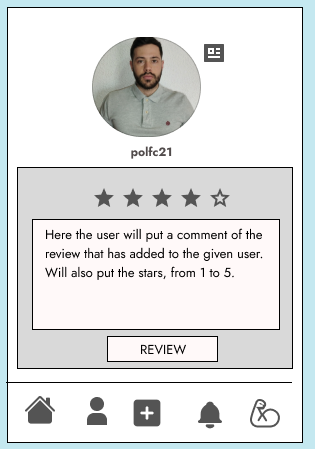 polfc21
Here the user will put a comment of the
review that has added to the given user.
Will also put the stars, from 1 to 5.
REVIEW